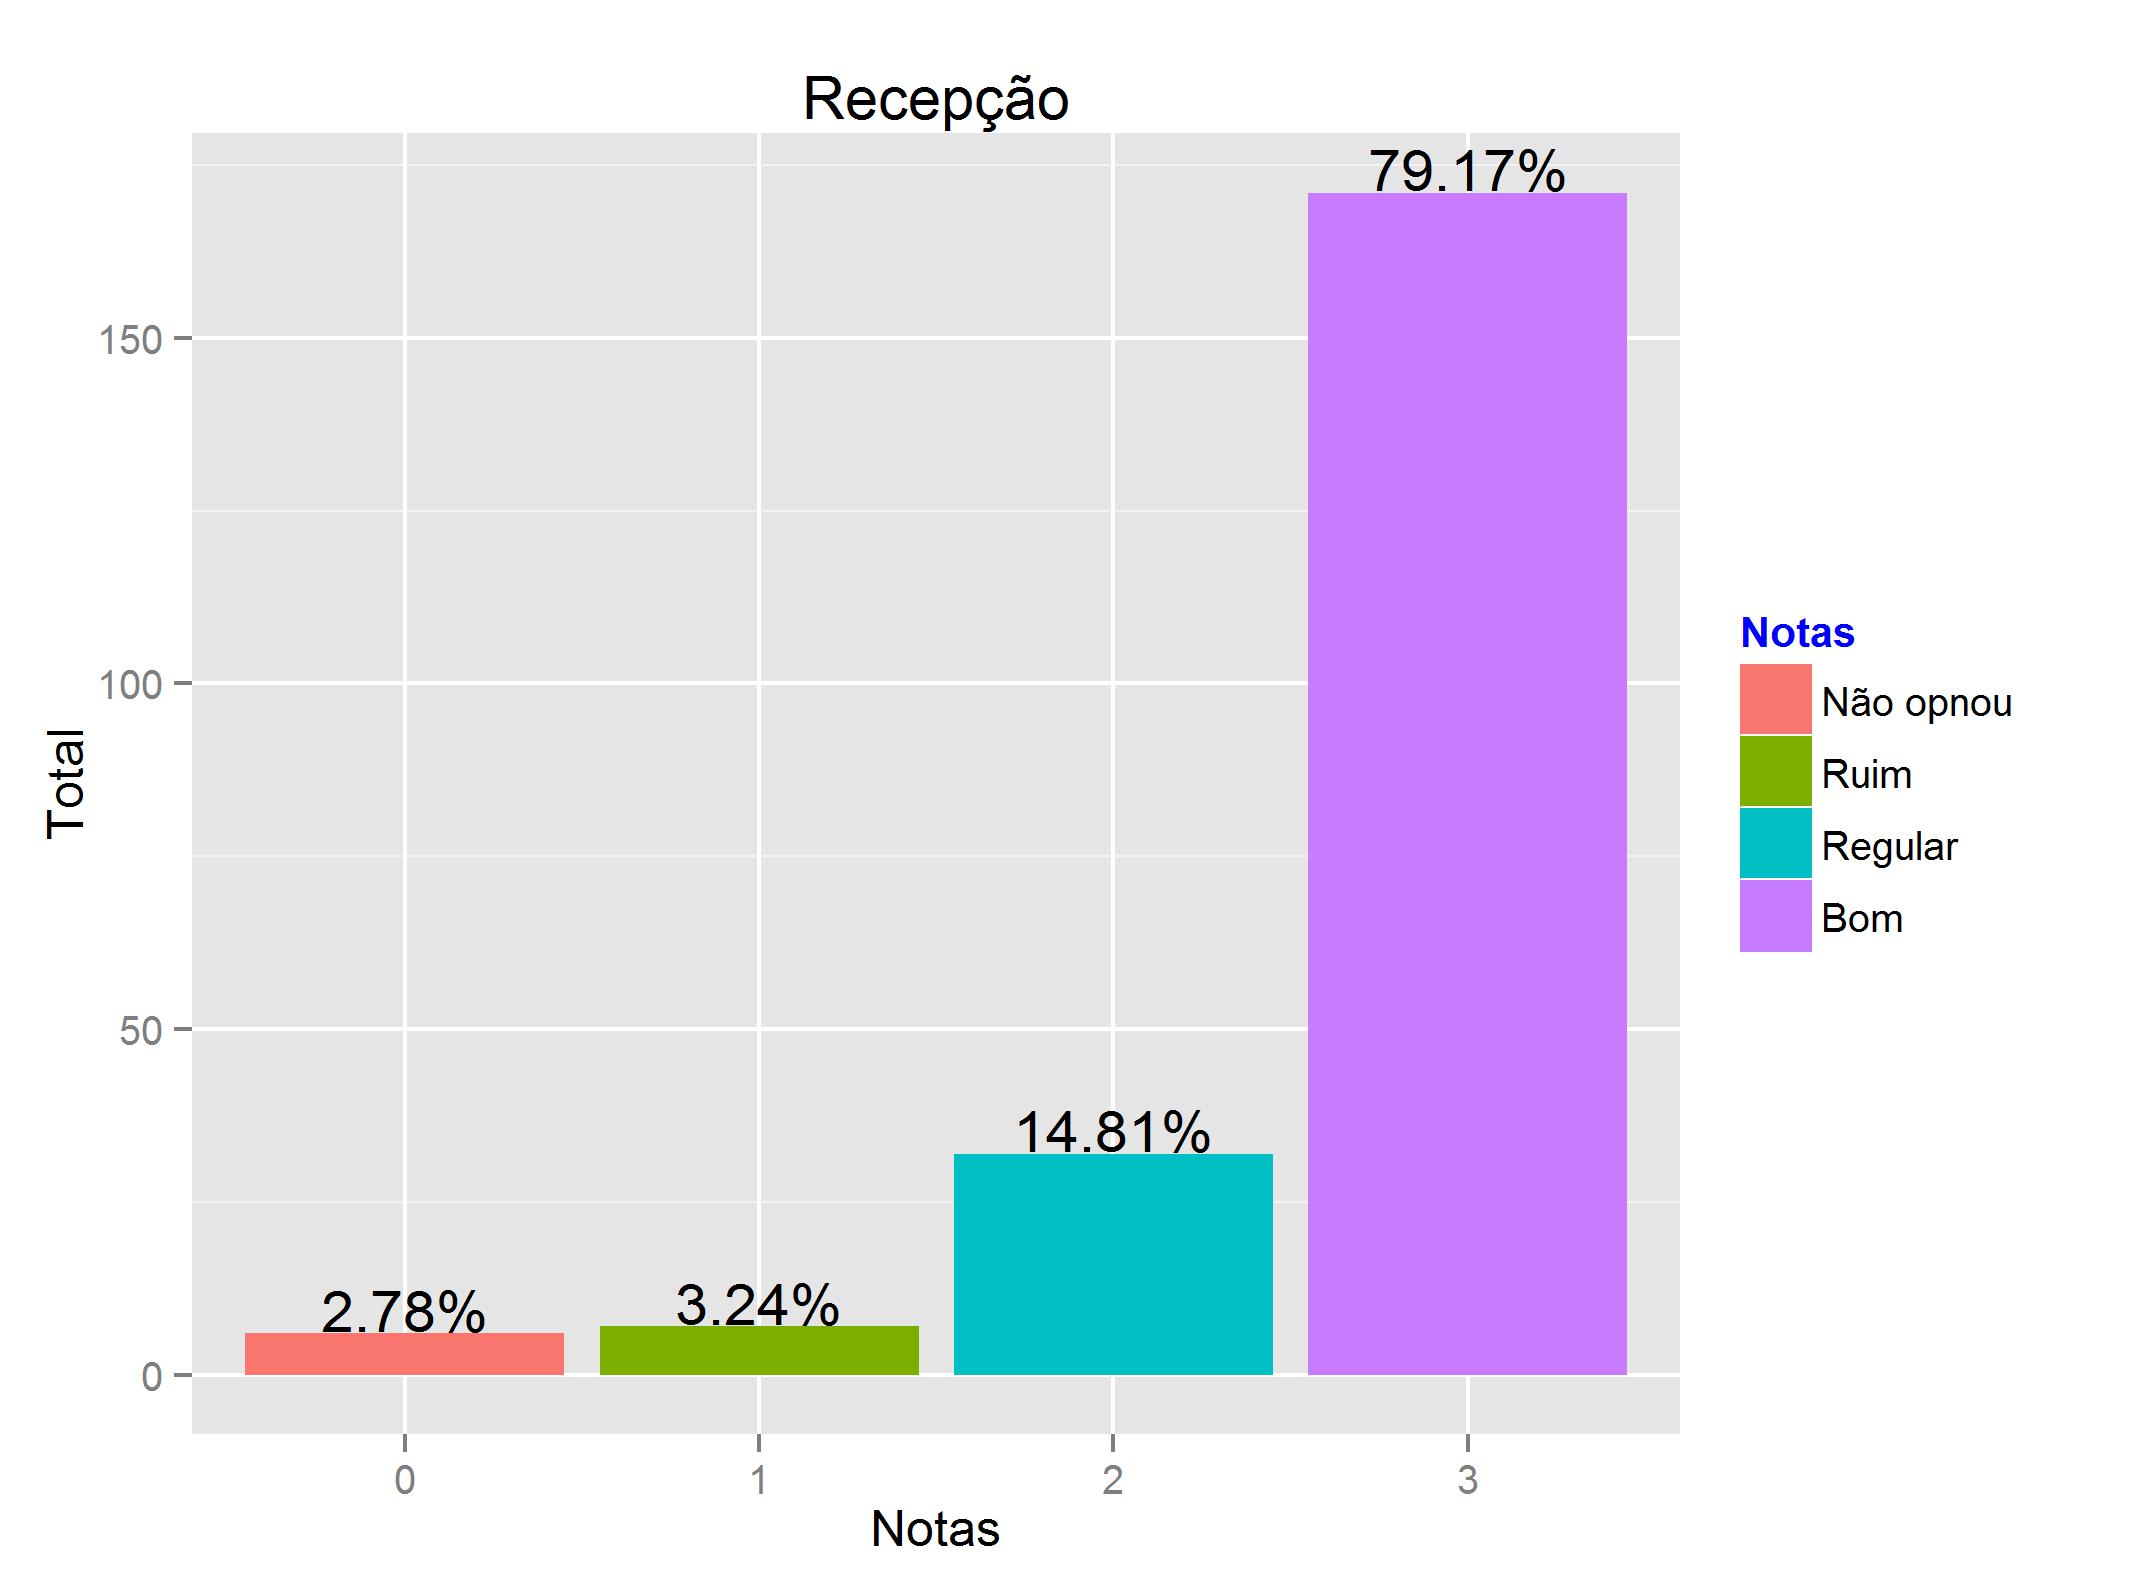 Recepção
79.17%
14.81%
3.24%
2.78%
150
100
50
0
Total
0 1 2 3
Notas
Notas
Não opnou
Ruim
Regular
Bom